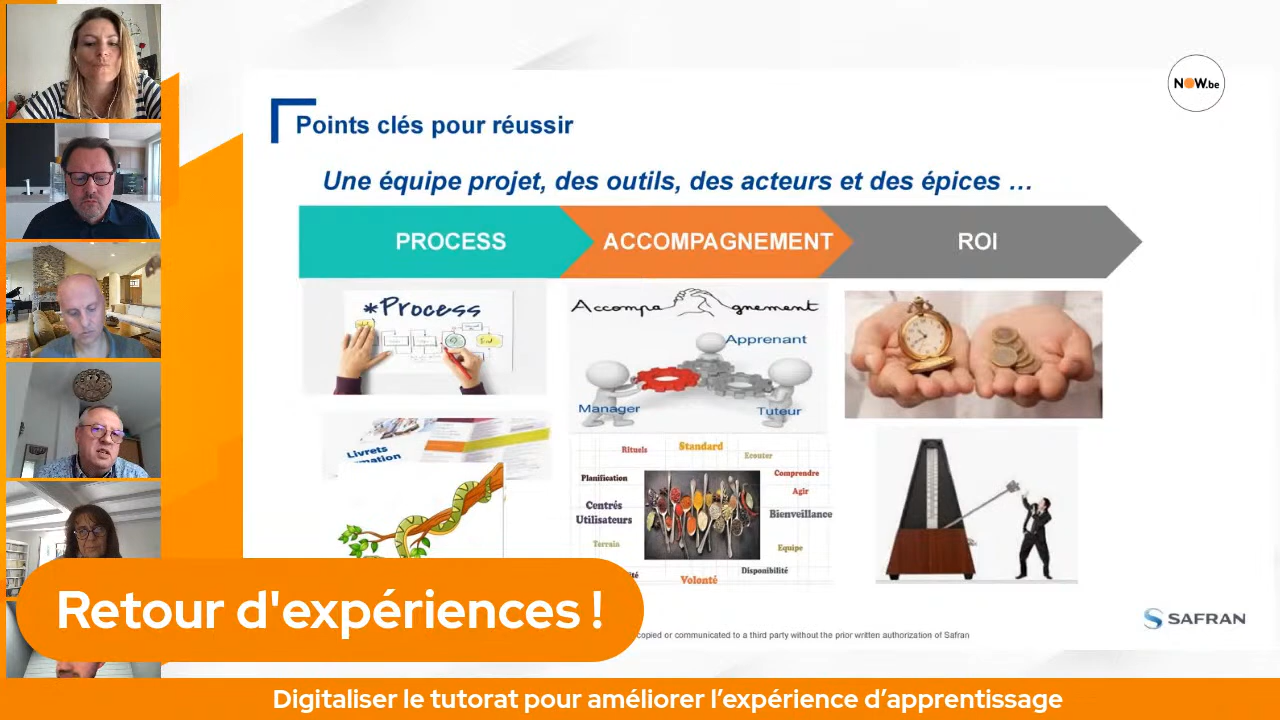 NOW.be
Points clés pour réussir
Une équipe projet, des outils, des acteurs et des épices ...
PROCESS
ACCOMPAGNEMENT
ROI
*Process
Accompa gnement
Apprenant
Manager
Tuteur
Livrets
mation
Rituels
Standard
Ecouter
Planification
Comprendre
Agir
Centrés
Utilisateurs
Bienveillance
Terrain
Equipe
Disponibilité
Volonté
Retour d'expériences !
copied or communicated to a third party without the prior written authorization of Safran
SAFRAN
Digitaliser le tutorat pour améliorer l’expérience d’apprentissage